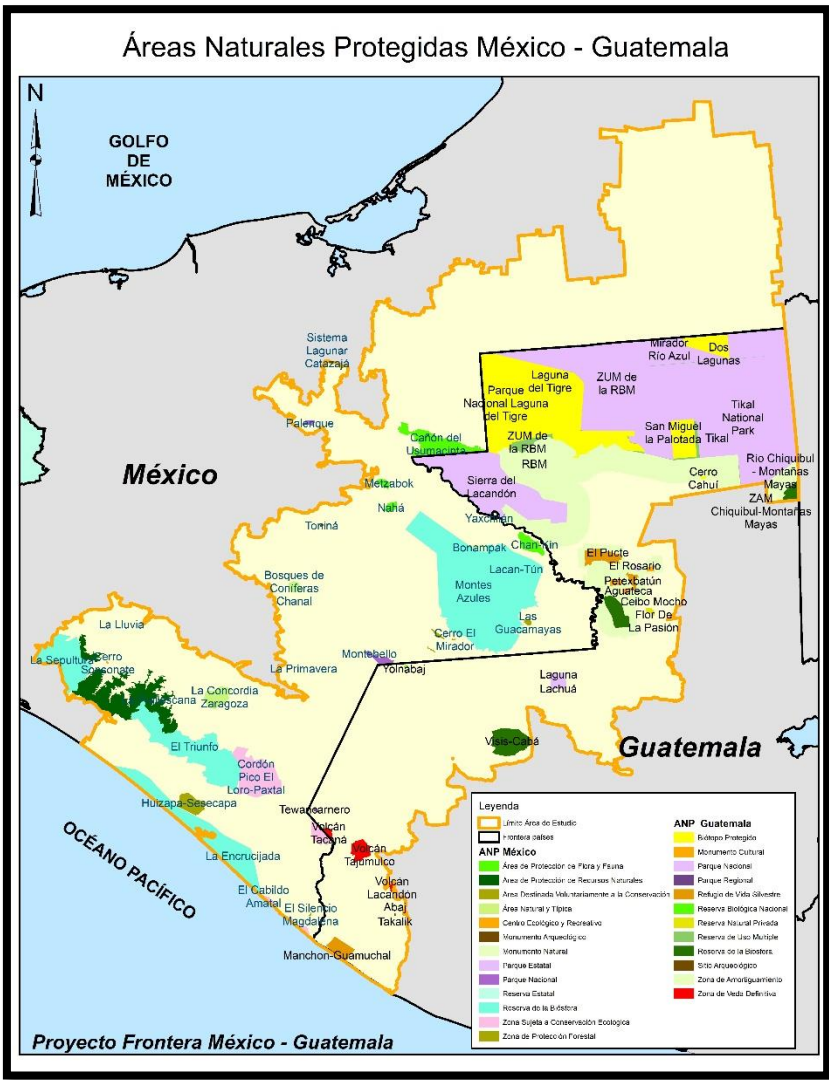 Áreas Naturales Protegidas México - Guatemala
N
GOLFO
DE
MÉXICO
Sistema
Lagunar
Catazajá
Mirador
Río Azul
Dos
Lagunas
Laguna
del Tigre
ZUM de
la RBM
Parque
Nacional Laguna
del Tigre
Tikal
National
Park
Palenque
San Miguel
la Palotada
Tikal
Cañón del
Usumacinta
ZUM de
la RBM
RBM
Rio Chiquibul
- Montañas
Mayas
México
Cerro
Cahuí
Metzabok
Sierra del
Lacandón
ZAM
Chiquibul-Montañas
Mayas
Nahá
Yaxchilán
Toniná
Bonampak
Chan-Kín
El Pucte
El Rosario
Lacan-Tún
Bosques de
Coníferas
Chanal
Montes
Azules
Petexbatún
Aguateca
Ceibo Mocho
Flor De
La Pasión
La Lluvia
Las
Guacamayas
Cerro El
Mirador
La Sepultura
Cerro
Sonsonate
Montebello
La Primavera
Yolnabaj
Laguna
Lachuá
La Concordia
Zaragoza
El Triunfo
Visis-Cabá
Guatemala
Cordón
Pico El
Loro-Paxtal
Huizapa-Sesecapa
Tewancarnero
Volcán
Tacaná
Volcán
Tajumulco
OCÉANO PACÍFICO
La Encrucijada
Volcán
Lacandón
Abaj
Takalik
El Cabildo
Amatal
El Silencio
Magdalena
Manchon-Guamuchal
Leyenda
Límite Área de Estudio
Frontera países
ANP México
Área de Protección de Flora y Fauna
Area de Protección de Recursos Naturales
Area Destinada Voluntariamente a la Conservación
Área Natural y Típica
Centro Ecológico y Recreativo
Monumento Arqueológico
Monumento Natural
Parque Estatal
Parque Nacional
Reserva Estatal
Reserva de la Biósfera
Zona Sujeta a Conservación Ecológica
Zona de Protección Forestal
ANP Guatemala
Biotopo Protegido
Monumento Cultural
Parque Nacional
Parque Regional
Refugio de Vida Silvestre
Reserva Biológica Nacional
Reserva Natural Privada
Reserva de Uso Multiple
Reserva de la Biósfera
Sitio Arqueológico
Zona de Amortiguamiento
Zona de Veda Definitiva
Proyecto Frontera México - Guatemala